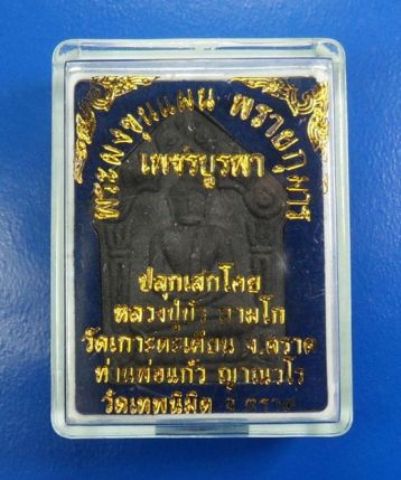 พระผงขุนแผน พรายกุมาร
เพชรบูรพา
ปลุกเสกโดย
หลวงปู่บัว ถามโก
วัดเกาะตะเคียน จ.ตราด
ท่านพ่อแก้ว ญาณวโร
วัดเทพนิมิต จ.ตราด